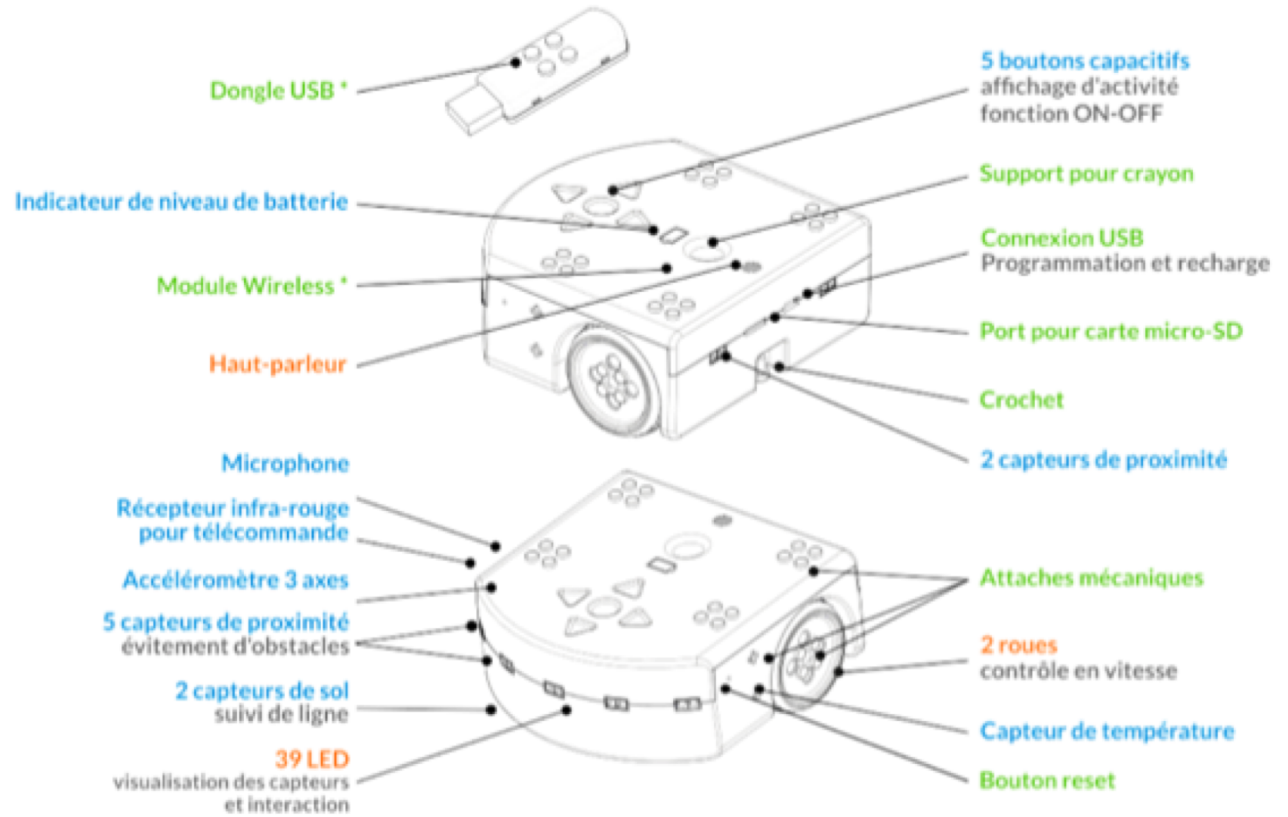 Dongle USB *
Indicateur de niveau de batterie
Module Wireless *
Haut-parleur
5 boutons capacitifs
affichage d'activité
fonction ON-OFF
Support pour crayon
Connexion USB
Programmation et recharge
Port pour carte micro-SD
Crochet
2 capteurs de proximité
Microphone
Récepteur infra-rouge
pour télécommande
Accéléromètre 3 axes
5 capteurs de proximité
évitement d'obstacles
2 capteurs de sol
suivi de ligne
39 LED
visualisation des capteurs
et interaction
Attaches mécaniques
2 roues
contrôle en vitesse
Capteur de température
Bouton reset